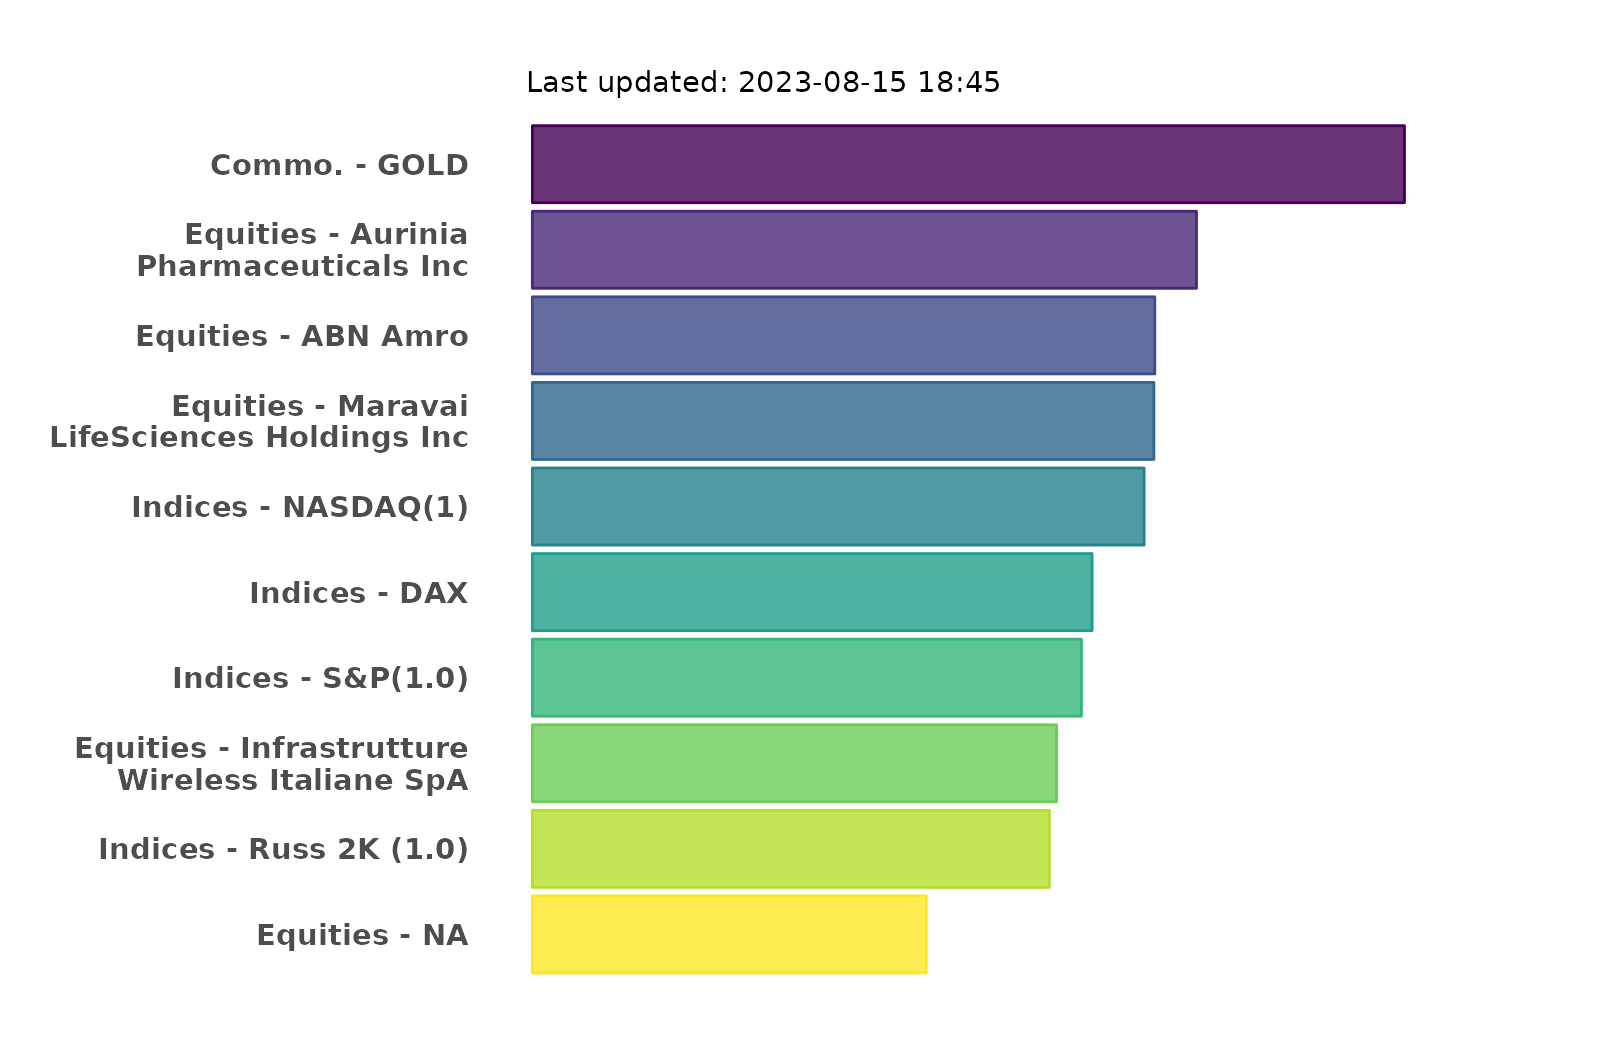 Last updated: 2023-08-15 18:45
Commo. - GOLD
Equities - Aurinia
Pharmaceuticals Inc
Equities - ABN Amro
Equities - Maravai
LifeSciences Holdings Inc
Indices - NASDAQ(1)
Indices - DAX
Indices - S&P(1.0)
Equities - Infrastrutture
Wireless Italiane SpA
Indices - Russ 2K (1.0)
Equities - NA